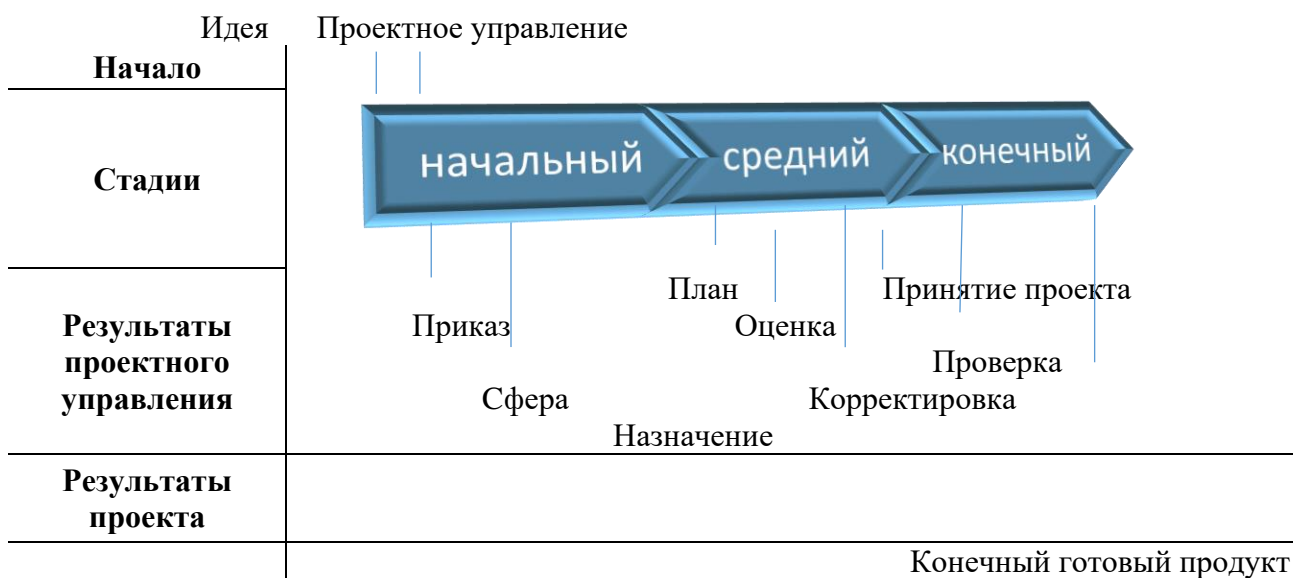 Идея Проектное управление
Начало
Стадии
начальный средний конечный
План Принятие проекта
Результаты проектного управления
Приказ Оценка
Проверка
Сфера Корректировка
Назначение
Результаты проекта
Конечный готовый продукт